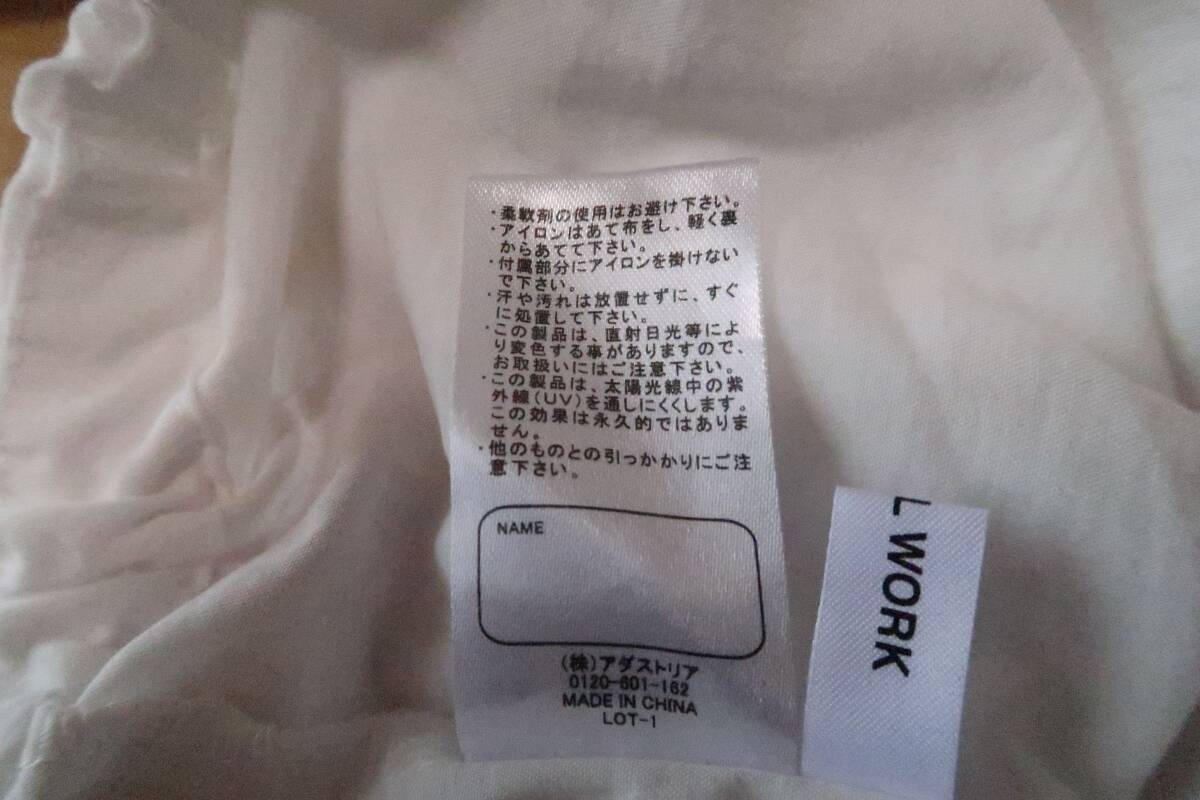 ・柔軟剤の使用はお避け下さい。
・アイロンはあて布をし、軽く裏
からあてて下さい。
・付属部分にアイロンを掛けない
で下さい。
・汗や汚れは放置せずに、すぐ
に処置して下さい。
・この製品は、直射日光等によ
り変色する事がありますので、
お取扱いにはご注意下さい。
・この製品は、太陽光線中の紫
外線(UV)を通しにくくします。
この効果は永久的ではありま
せん。
・他のものとの引っかかりにご注
意下さい。
NAME
(株)アダストリア
0120-601-162
MADE IN CHINA
LOT-1
L WORK